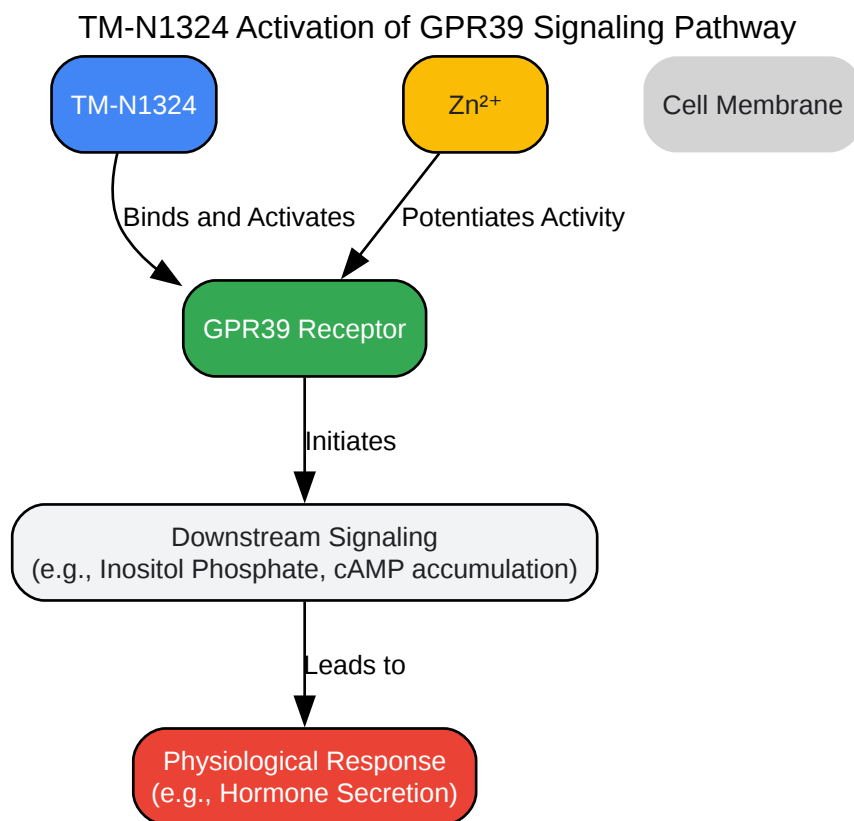 TM-N1324 Activation of GPR39 Signaling Pathway
TM-N1324
Zn²⁺
Cell Membrane
Binds and Activates
Potentiates Activity
GPR39 Receptor
Initiates
Downstream Signaling
(e.g., Inositol Phosphate, cAMP accumulation)
Leads to
Physiological Response
(e.g., Hormone Secretion)